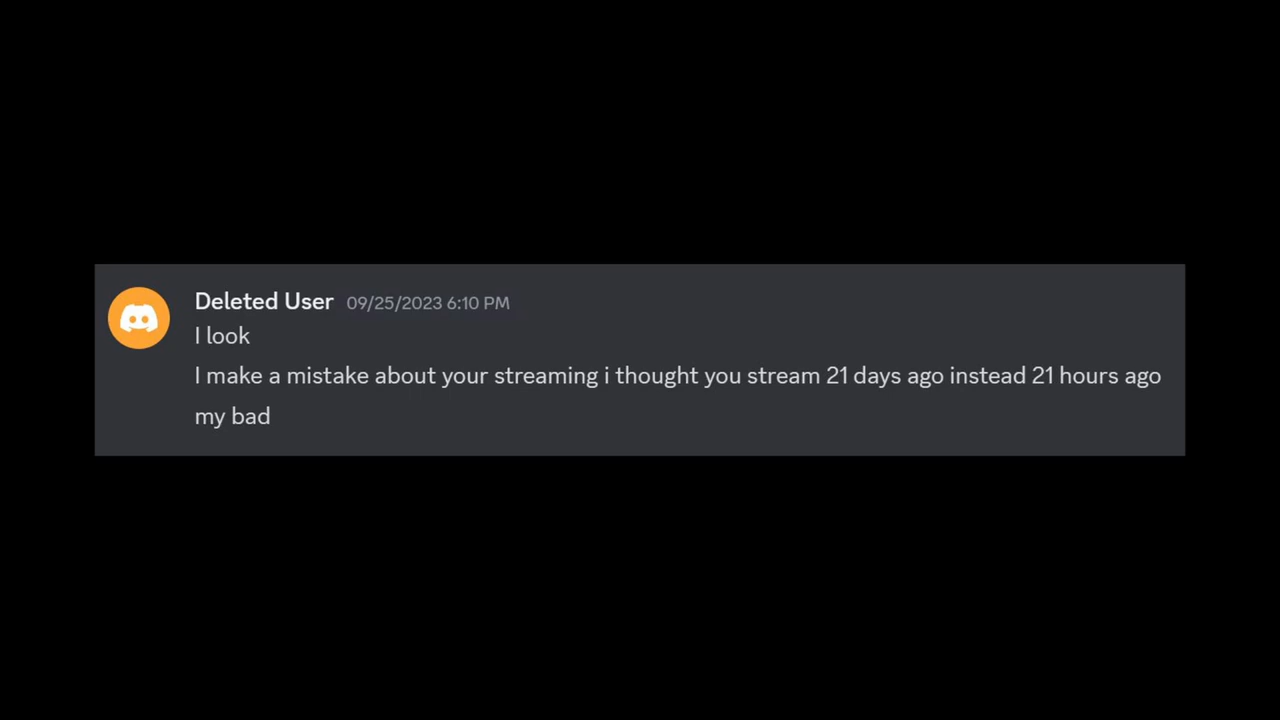 Deleted User 09/25/2023 6:10 PM
I look
I make a mistake about your streaming i thought you stream 21 days ago instead 21 hours ago
my bad